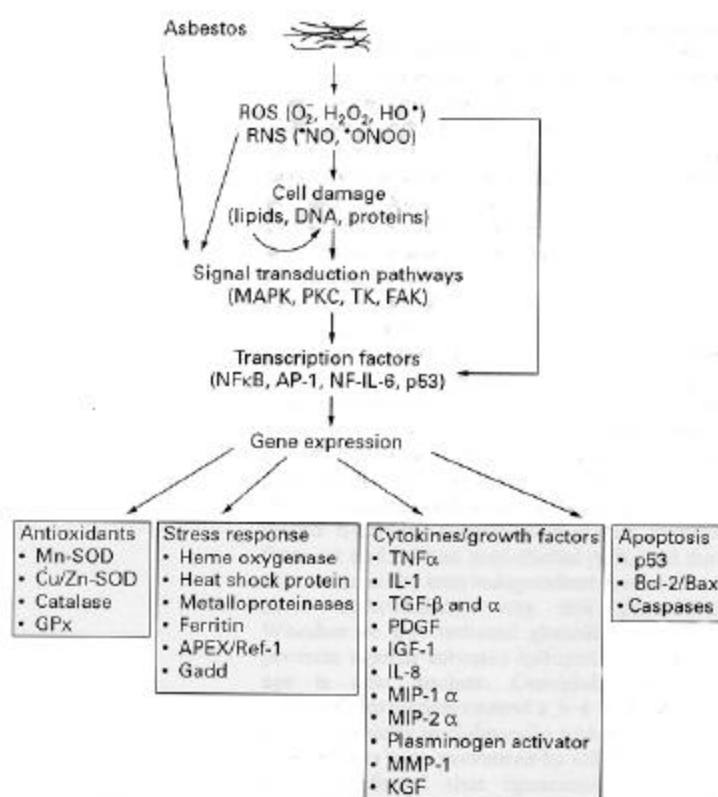 Asbestos
ROS (O₂⁻, H₂O₂, HO•)
RNS (•NO, •ONOO)
Cell damage
(lipids, DNA, proteins)
Signal transduction pathways
(MAPK, PKC, TK, FAK)
Transcription factors
(NFκB, AP-1, NF-IL-6, p53)
Gene expression
Antioxidants
• Mn-SOD
• Cu/Zn-SOD
• Catalase
• GPx
Stress response
• Heme oxygenase
• Heat shock protein
• Metalloproteinases
• Ferritin
• APEX/Ref-1
• Gadd
Cytokines/growth factors
• TNFα
• IL-1
• TGF-β and α
• PDGF
• IGF-1
• IL-8
• MIP-1 α
• MIP-2 α
• Plasminogen activator
• MMP-1
• KGF
Apoptosis
• p53
• Bcl-2/Bax
• Caspases